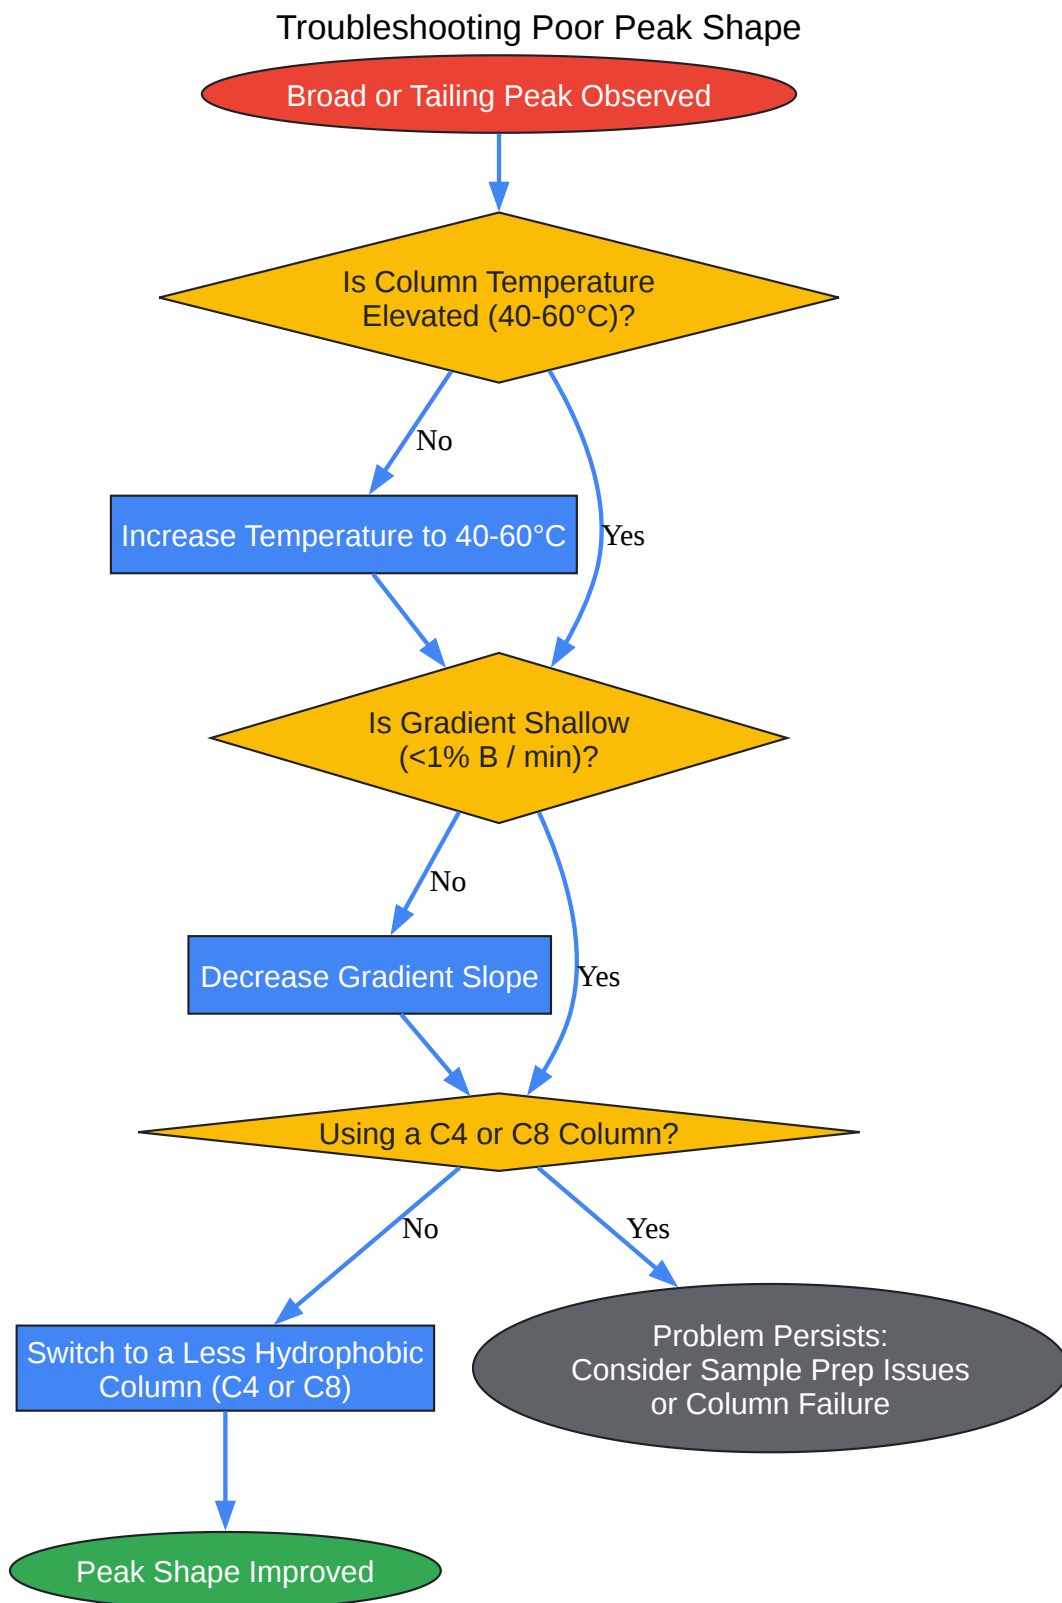 Troubleshooting Poor Peak Shape
Broad or Tailing Peak Observed
Is Column Temperature
Elevated (40-60°C)?
No
Increase Temperature to 40-60°C
Yes
Is Gradient Shallow
(<1% B / min)?
No
Decrease Gradient Slope
Yes
Using a C4 or C8 Column?
No
Yes
Switch to a Less Hydrophobic
Column (C4 or C8)
Problem Persists:
Consider Sample Prep Issues
or Column Failure
Peak Shape Improved